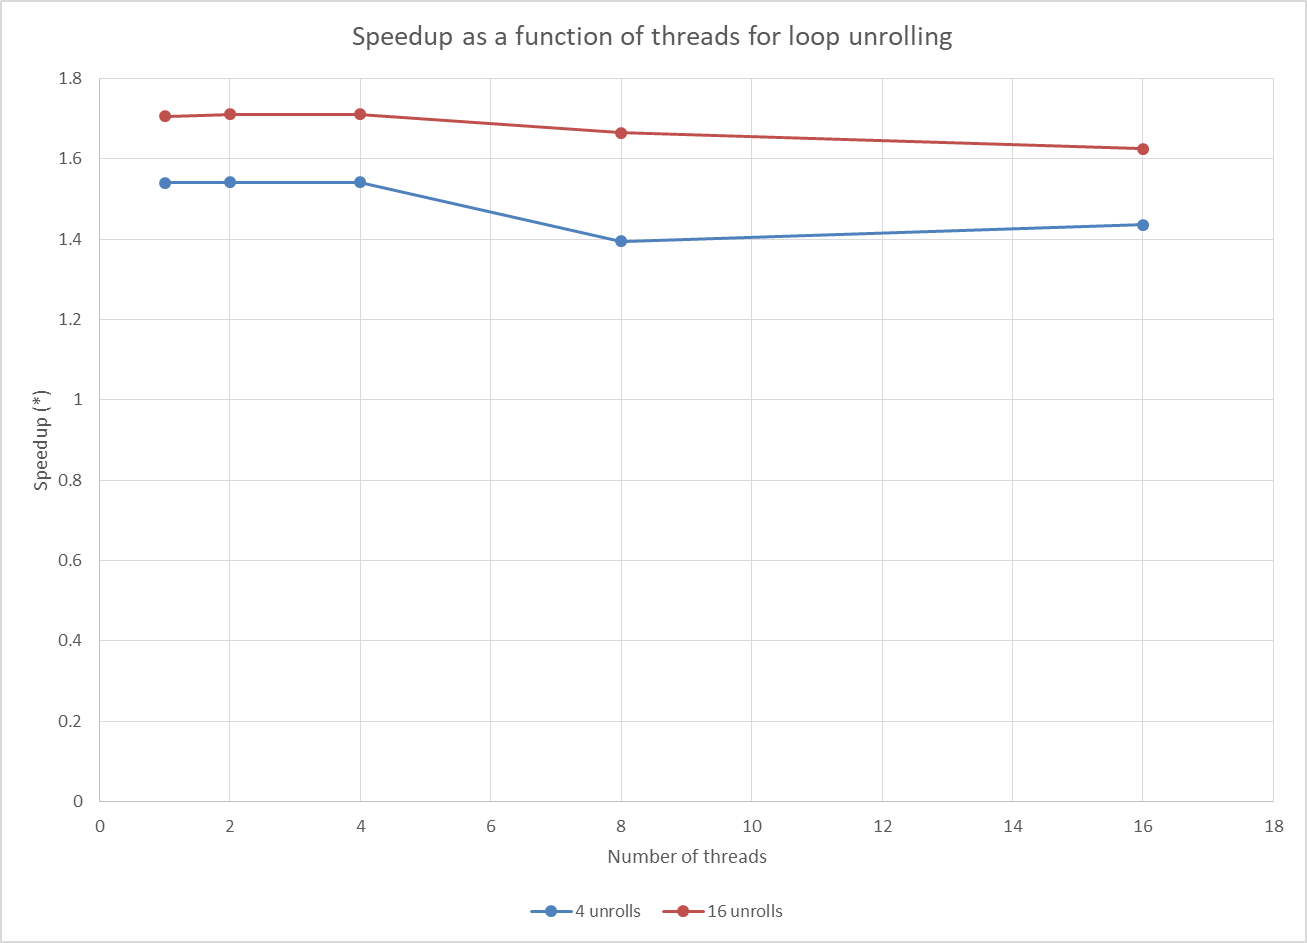 Speedup as a function of threads for loop unrolling
1.8
1.6
1.4
1.2
1
0.8
0.6
0.4
0.2
0
Speedup (*)
0 2 4 6 8 10 12 14 16 18
Number of threads
4 unrolls 16 unrolls